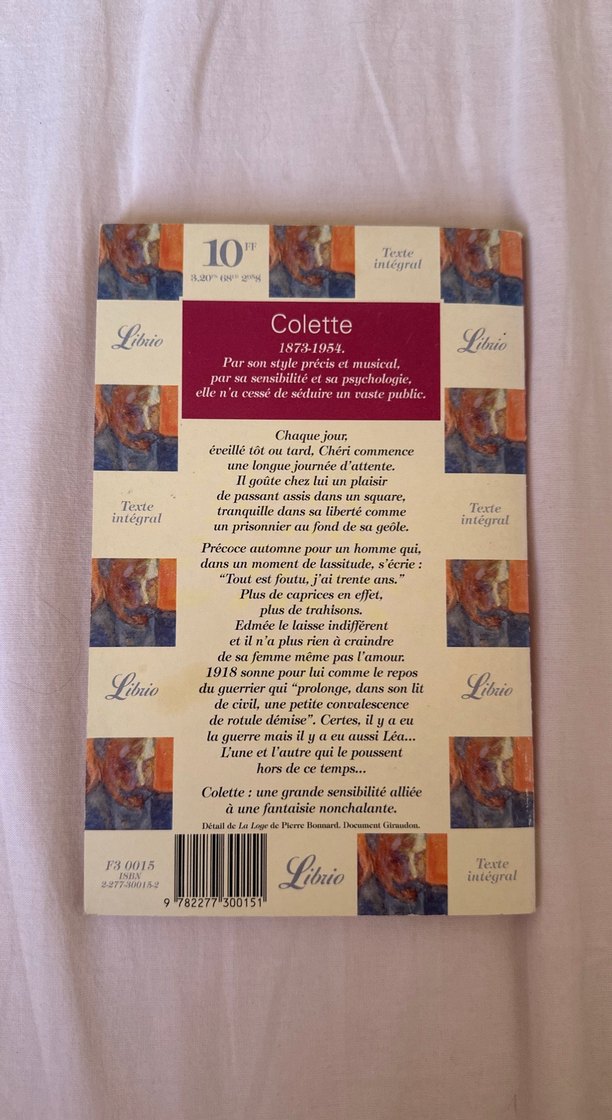 10 FF
Texte
intégral
Librio
Colette
1873-1954.
Par son style précis et musical,
par sa sensibilité et sa psychologie,
elle n'a cessé de séduire un vaste public.
Librio
Chaque jour,
éveillé tôt ou tard, Chéri commence
une longue journée d'attente.
Il goûte chez lui un plaisir
de passant assis dans un square,
tranquille dans sa liberté comme
un prisonnier au fond de sa geôle.
Texte
intégral
Texte
intégral
Précoce automne pour un homme qui,
dans un moment de lassitude, s'écrie :
“Tout est foutu, j'ai trente ans.”
Plus de caprices en effet,
plus de trahisons.
Edmée le laisse indifférent
et il n'a plus rien à craindre
de sa femme même pas l'amour.
1918 sonne pour lui comme le repos
du guerrier qui “prolonge, dans son lit
de civil, une petite convalescence
de rotule démise”. Certes, il y a eu
la guerre mais il y a eu aussi Léa...
L'une et l'autre qui le poussent
hors de ce temps...
Librio
Librio
Colette : une grande sensibilité alliée
à une fantaisie nonchalante.
Détail de La Loge de Pierre Bonnard. Document Giraudon.
F3 0015
ISBN
2-277-30015-2
9 782277 300151
Librio
Texte
intégral